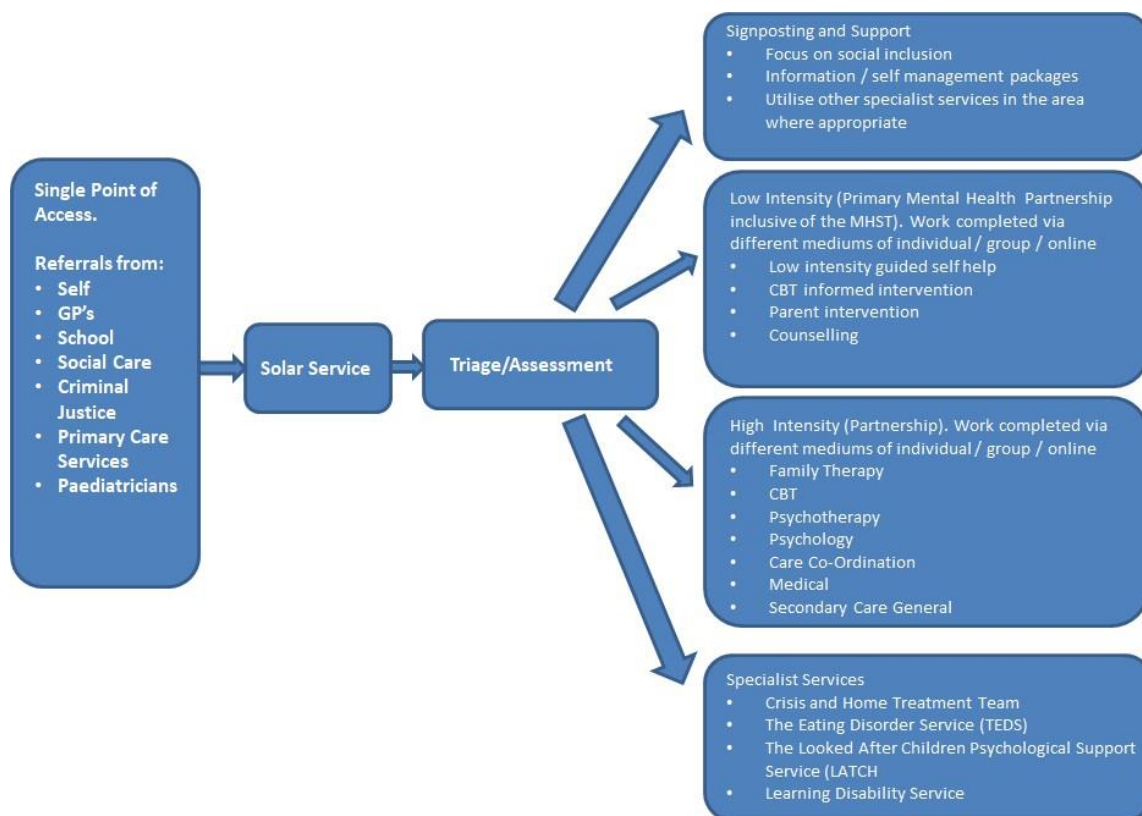 Single Point of
Access.
Referrals from:
• Self
• GP's
• School
• Social Care
• Criminal
Justice
• Primary Care
Services
• Paediatricians
Solar Service
Triage/Assessment
Signposting and Support
• Focus on social inclusion
• Information / self management packages
• Utilise other specialist services in the area
where appropriate
Low Intensity (Primary Mental Health Partnership
inclusive of the MHST). Work completed via
different mediums of individual / group / online
• Low intensity guided self help
• CBT informed intervention
• Parent intervention
• Counselling
High Intensity (Partnership). Work completed via
different mediums of individual / group / online
• Family Therapy
• CBT
• Psychotherapy
• Psychology
• Care Co-Ordination
• Medical
• Secondary Care General
Specialist Services
• Crisis and Home Treatment Team
• The Eating Disorder Service (TEDS)
• The Looked After Children Psychological Support
Service (LATCH
• Learning Disability Service